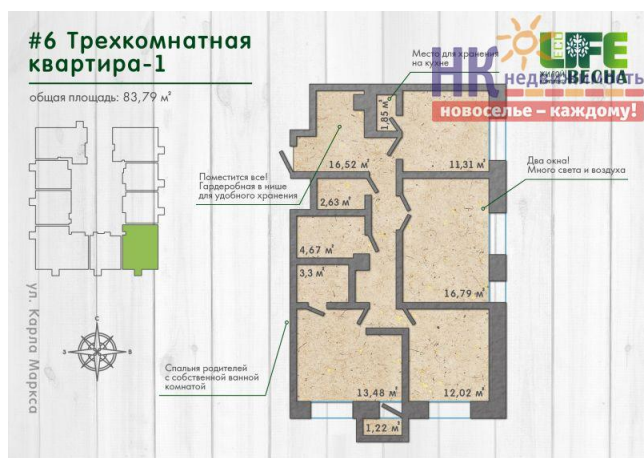 #6 Трехкомнатная
квартира-1
общая площадь: 83,79 м²
Место для хранения
на кухне
ECO
LIFE
ВЕСНА
НК недвижимость
новоселье – каждому!
1,85 м²
16,52 м²
11,31 м²
Поместится все!
Гардеробная в нише
для удобного хранения
Два окна!
Много света и воздуха
2,63 м²
4,67 м²
3,3 м²
16,79 м²
ул. Карла Маркса
С
З
В
Спальня родителей
с собственной ванной
комнатой
13,48 м²
12,02 м²
1,22 м²